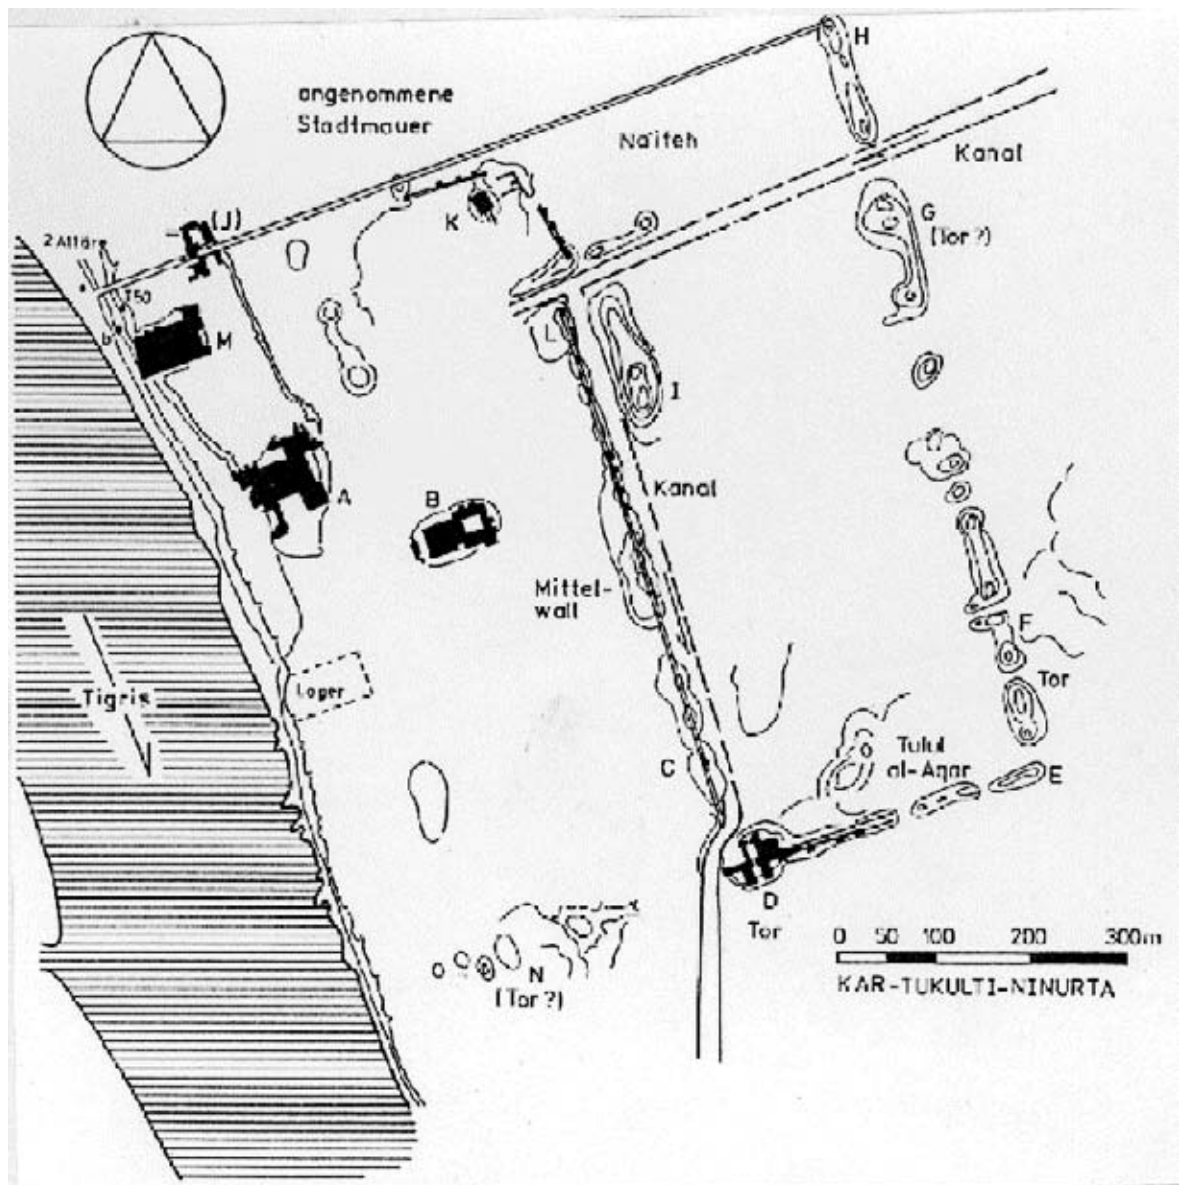 H
angenommene
Stadtmauer
Naiteh
Kanal
K
G
(Tor?)
(J)
2 Altäre
a
150
b
M
L
I
A
B
Kanal
Mittel-
wall
F
Tor
Lager
Tigris
C
Tulul
al-Aqar
E
D
Tor
O
N
(Tor?)
0 50 100 200 300m
KAR-TUKULTI-NINURTA